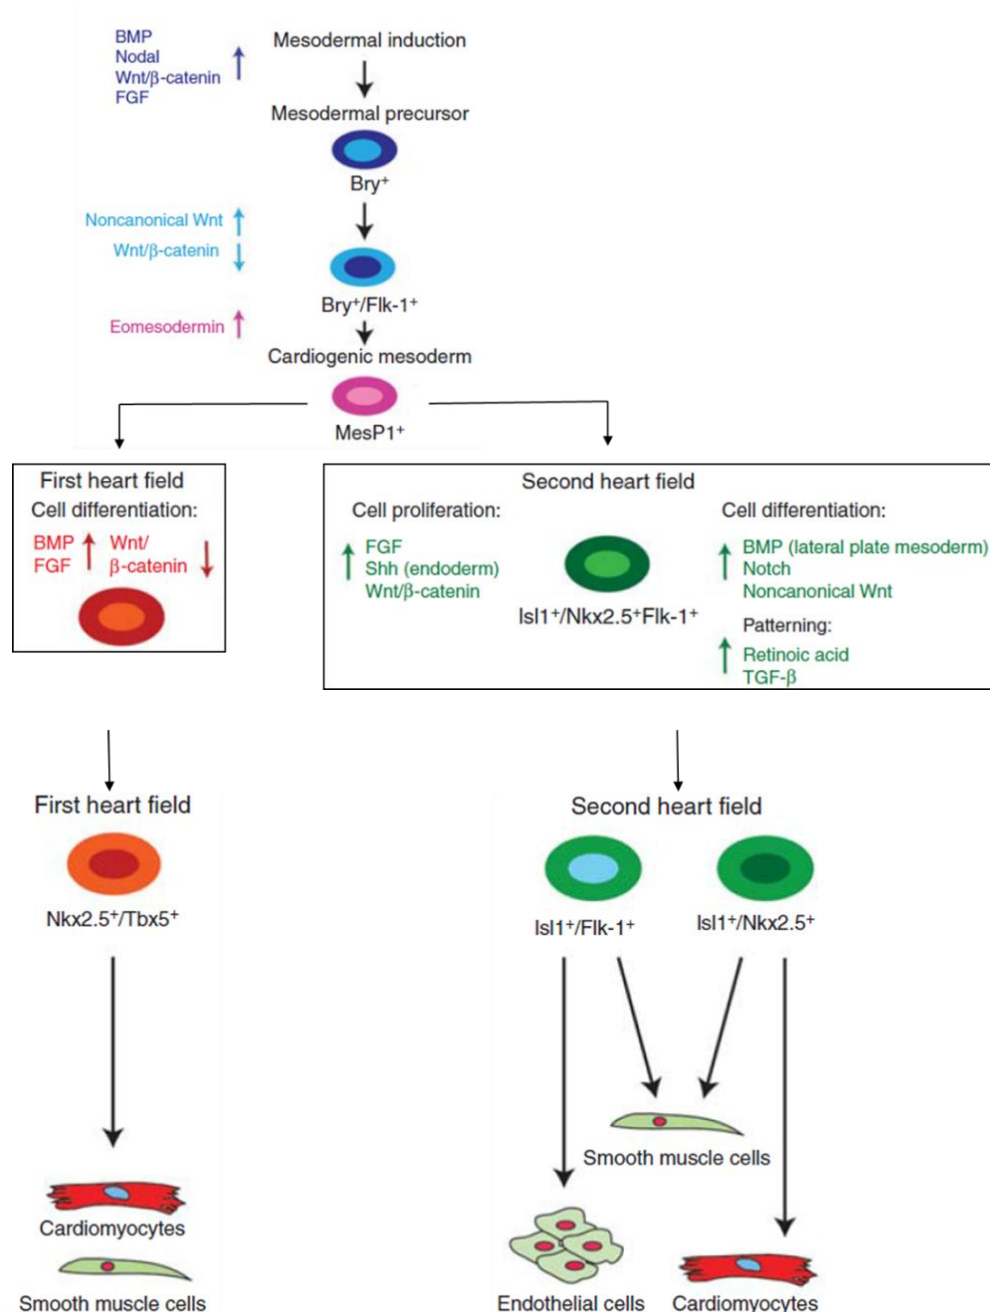 BMP
Nodal
Wnt/β-catenin
FGF
Mesodermal induction
Mesodermal precursor
Bry⁺
Noncanonical Wnt
Wnt/β-catenin
Bry⁺/Flk-1⁺
Eomesodermin
Cardiogenic mesoderm
MesP1⁺
First heart field
Cell differentiation:
BMP
FGF
Wnt/
β-catenin
Second heart field
Cell proliferation:
FGF
Shh (endoderm)
Wnt/β-catenin
Isl1⁺/Nkx2.5⁺Flk-1⁺
Cell differentiation:
BMP (lateral plate mesoderm)
Notch
Noncanonical Wnt
Patterning:
Retinoic acid
TGF-β
First heart field
Nkx2.5⁺/Tbx5⁺
Cardiomyocytes
Smooth muscle cells
Second heart field
Isl1⁺/Flk-1⁺
Isl1⁺/Nkx2.5⁺
Smooth muscle cells
Endothelial cells
Cardiomyocytes